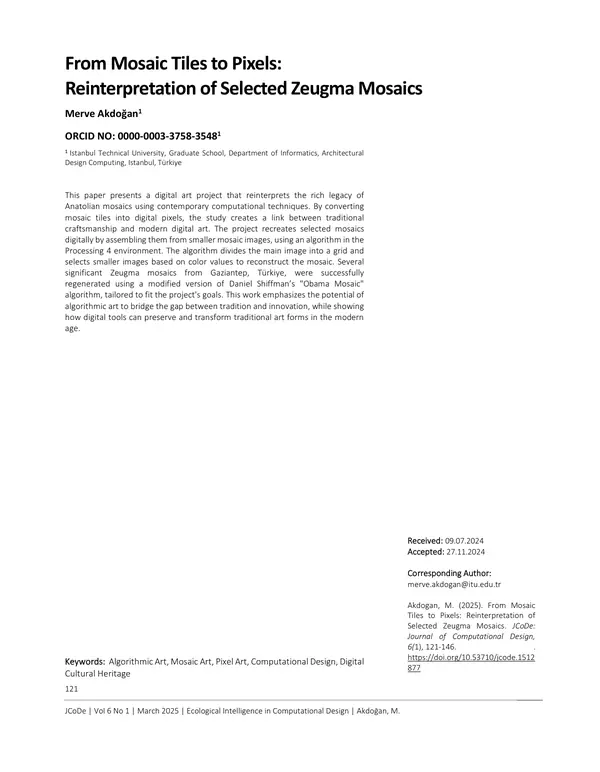 From Mosaic Tiles to Pixels:
Reinterpretation of Selected Zeugma Mosaics
Merve Akdoğan¹
ORCID NO: 0000-0003-3758-3548¹
¹ Istanbul Technical University, Graduate School, Department of Informatics, Architectural
Design Computing, Istanbul, Türkiye
This paper presents a digital art project that reinterprets the rich legacy of
Anatolian mosaics using contemporary computational techniques. By converting
mosaic tiles into digital pixels, the study creates a link between traditional
craftsmanship and modern digital art. The project recreates selected mosaics
digitally by assembling them from smaller mosaic images, using an algorithm in the
Processing 4 environment. The algorithm divides the main image into a grid and
selects smaller images based on color values to reconstruct the mosaic. Several
significant Zeugma mosaics from Gaziantep, Türkiye, were successfully
regenerated using a modified version of Daniel Shiffman's "Obama Mosaic"
algorithm, tailored to fit the project's goals. This work emphasizes the potential of
algorithmic art to bridge the gap between tradition and innovation, while showing
how digital tools can preserve and transform traditional art forms in the modern
age.
Received: 09.07.2024
Accepted: 27.11.2024
Corresponding Author:
merve.akdogan@itu.edu.tr
Akdogan, M. (2025). From Mosaic
Tiles to Pixels: Reinterpretation of
Selected Zeugma Mosaics. JCoDe:
Journal of Computational Design,
6(1), 121-146. .
https://doi.org/10.53710/jcode.1512
877
Keywords: Algorithmic Art, Mosaic Art, Pixel Art, Computational Design, Digital
Cultural Heritage
121
JCoDe | Vol 6 No 1 | March 2025 | Ecological Intelligence in Computational Design | Akdoğan, M.